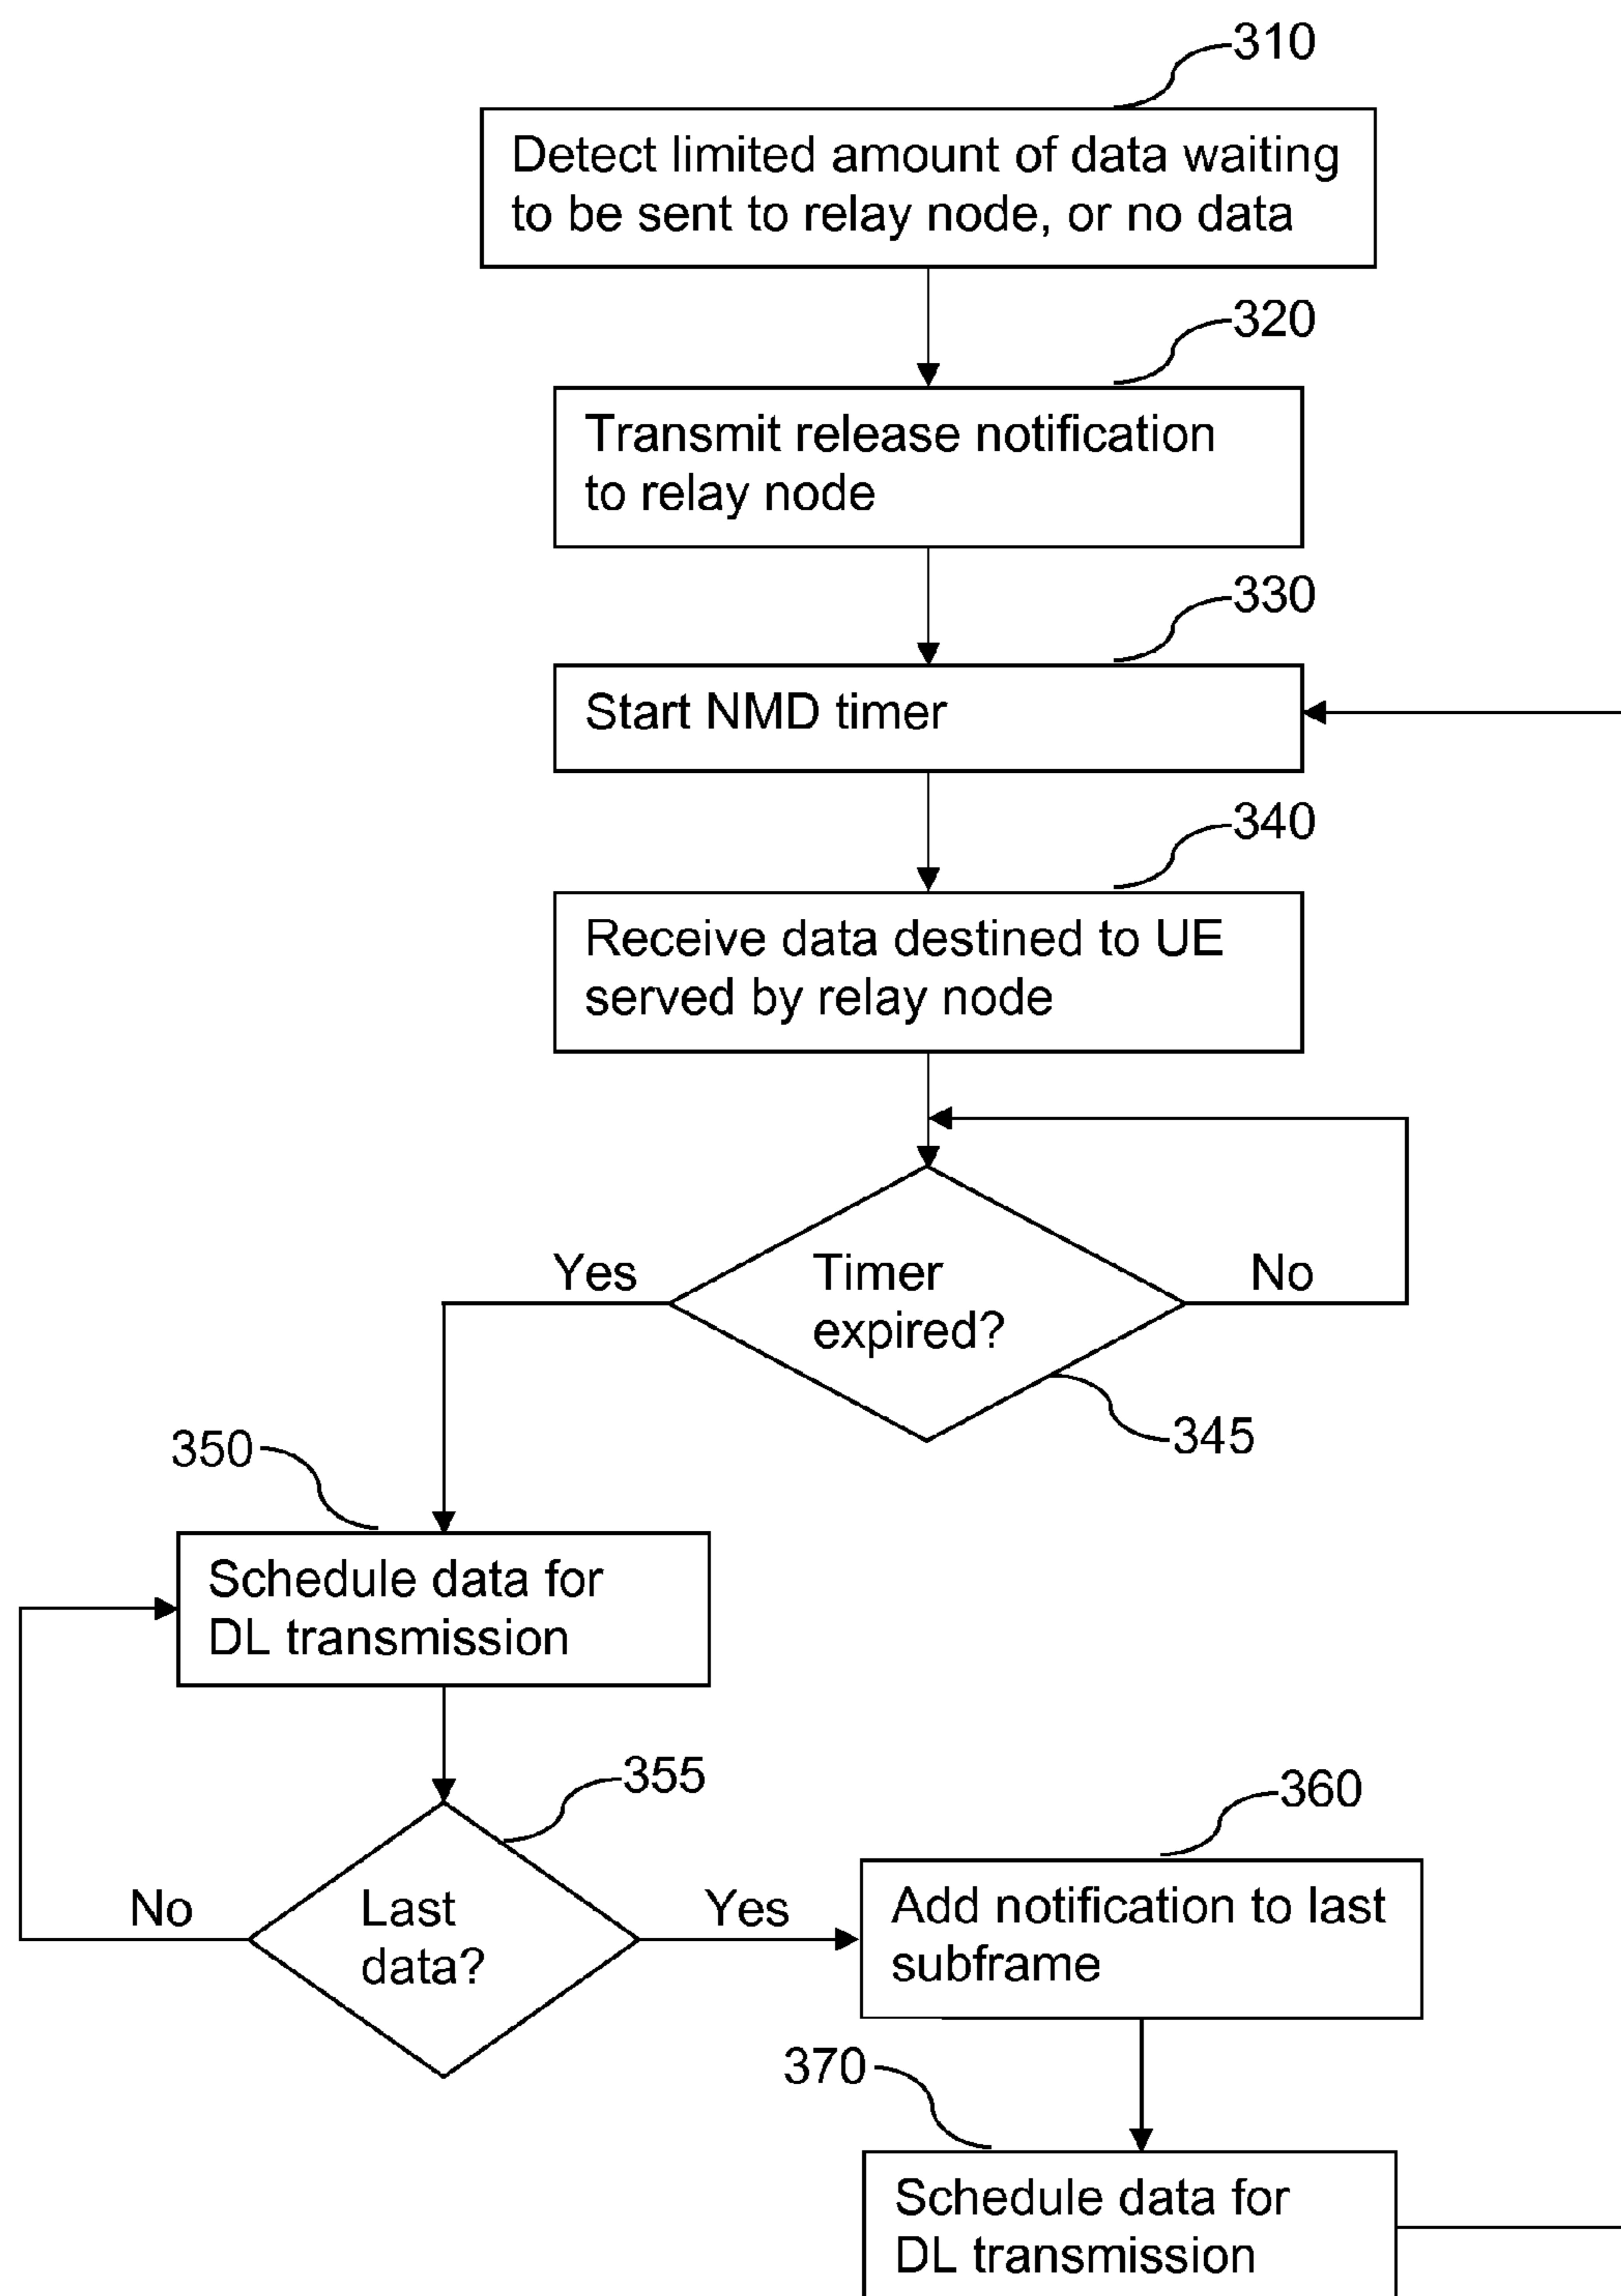 310
Detect limited amount of data waiting
to be sent to relay node, or no data
320
Transmit release notification
to relay node
330
Start NMD timer
340
Receive data destined to UE
served by relay node
Yes
Timer
expired?
No
345
350
Schedule data for
DL transmission
355
No
Last
data?
Yes
360
Add notification to last
subframe
370
Schedule data for
DL transmission